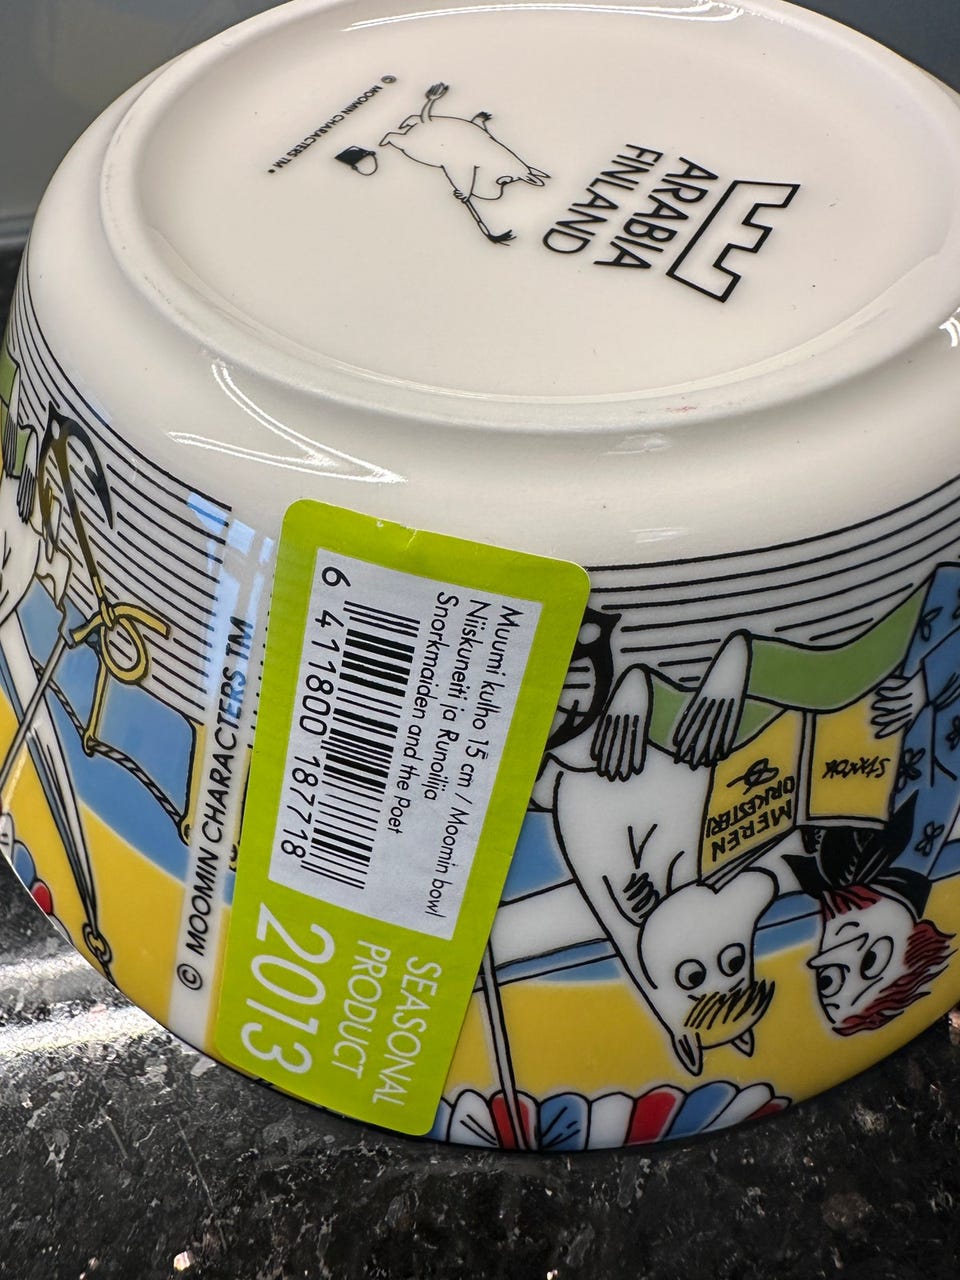 ARABIA
FINLAND
© MOOMIN CHARACTERS TM
Muumi kulho 15 cm / Moomin bowl
Niiskuneiti ja Runoilija
Snorkmaiden and the Poet
6 411800 187718
SEASONAL
PRODUCT
2013
© MOOMIN CHARACTERS TM
MEREN
ORKESTERI